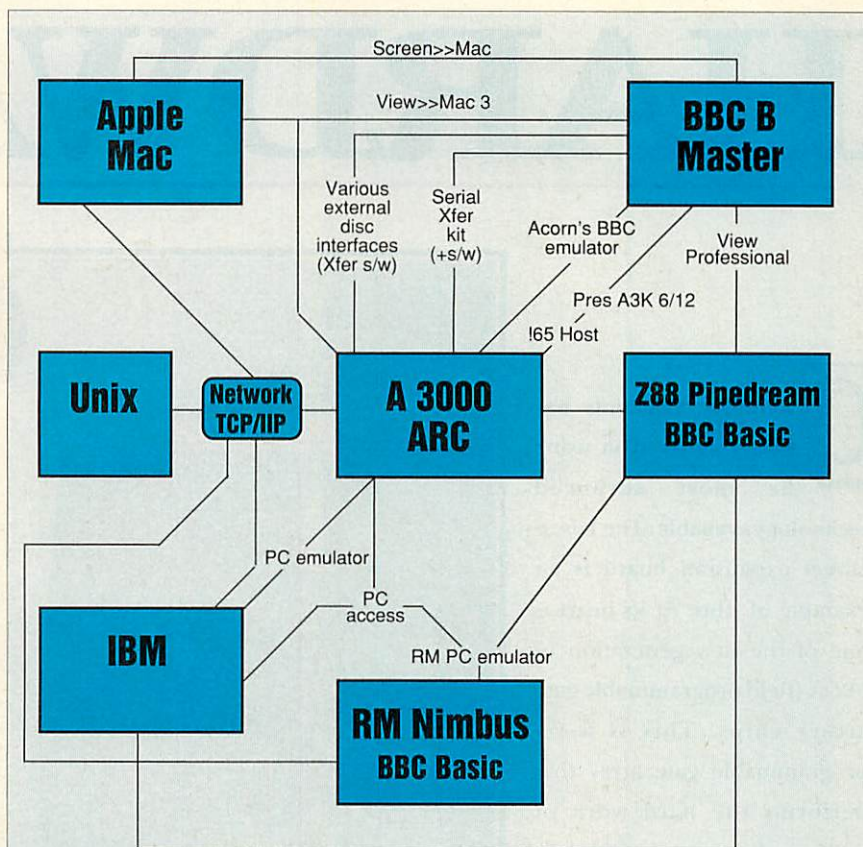 Screen>>Mac
Apple
Mac
View>>Mac 3
BBC B
Master
Various
external
disc
interfaces
(Xfer s/w)
Serial
Xfer
kit
(+s/w)
Acorn's BBC
emulator
View
Professional
Pres A3K 6/12
!65 Host
Unix
Network
TCP/IIP
A 3000
ARC
Z88 Pipedream
BBC Basic
PC emulator
PC
access
IBM
RM PC emulator
RM Nimbus
BBC Basic